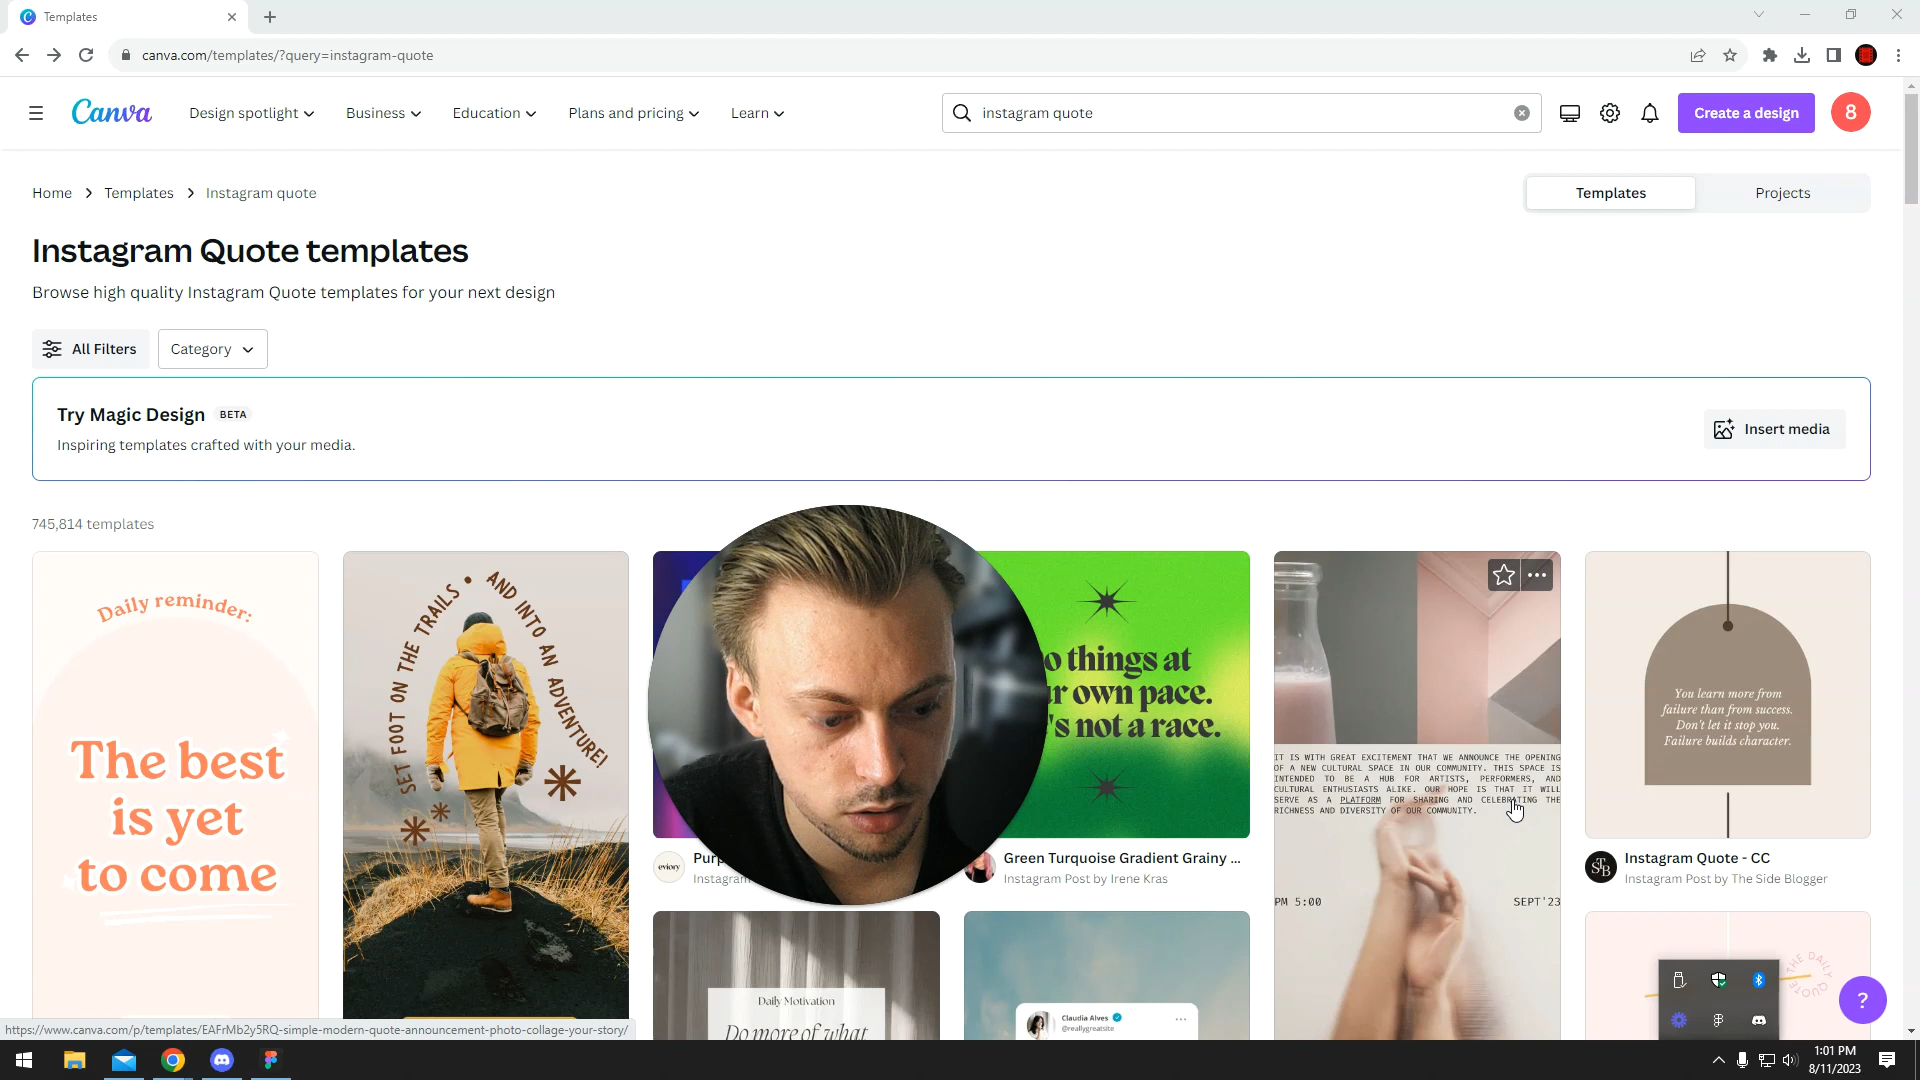 Templates
canva.com/templates/?query=instagram-quote
Canva
Design spotlight
Business
Education
Plans and pricing
Learn
instagram quote
Create a design
8
Home
Templates
Instagram quote
Templates
Projects
Instagram Quote templates
Browse high quality Instagram Quote templates for your next design
All Filters
Category
Try Magic Design BETA
Inspiring templates crafted with your media.
Insert media
745,814 templates
Daily reminder:
The best
is yet
to come
SET FOOT ON THE TRAILS • AND INTO AN ADVENTURE!
o things at
r own pace.
's not a race.
eviory
Purp
Instagram
Green Turquoise Gradient Grainy ...
Instagram Post by Irene Kras
IT IS WITH GREAT EXCITEMENT THAT WE ANNOUNCE THE OPENING
OF A NEW CULTURAL SPACE IN OUR COMMUNITY. THIS SPACE IS
INTENDED TO BE A HUB FOR ARTISTS, PERFORMERS, AND
CULTURAL ENTHUSIASTS ALIKE. OUR HOPE IS THAT IT WILL
SERVE AS A PLATFORM FOR SHARING AND CELEBRATING THE
RICHNESS AND DIVERSITY OF OUR COMMUNITY.
PM 5:00
SEPT'23
You learn more from
failure than from success.
Don't let it stop you.
Failure builds character.
STB
Instagram Quote - CC
Instagram Post by The Side Blogger
Daily Motivation
Do more of what
Claudia Alves
@reallygreatsite
THE DAILY
QUOTE
?
https://www.canva.com/p/templates/EAFrMb2y5RQ-simple-modern-quote-announcement-photo-collage-your-story/
1:01 PM
8/11/2023